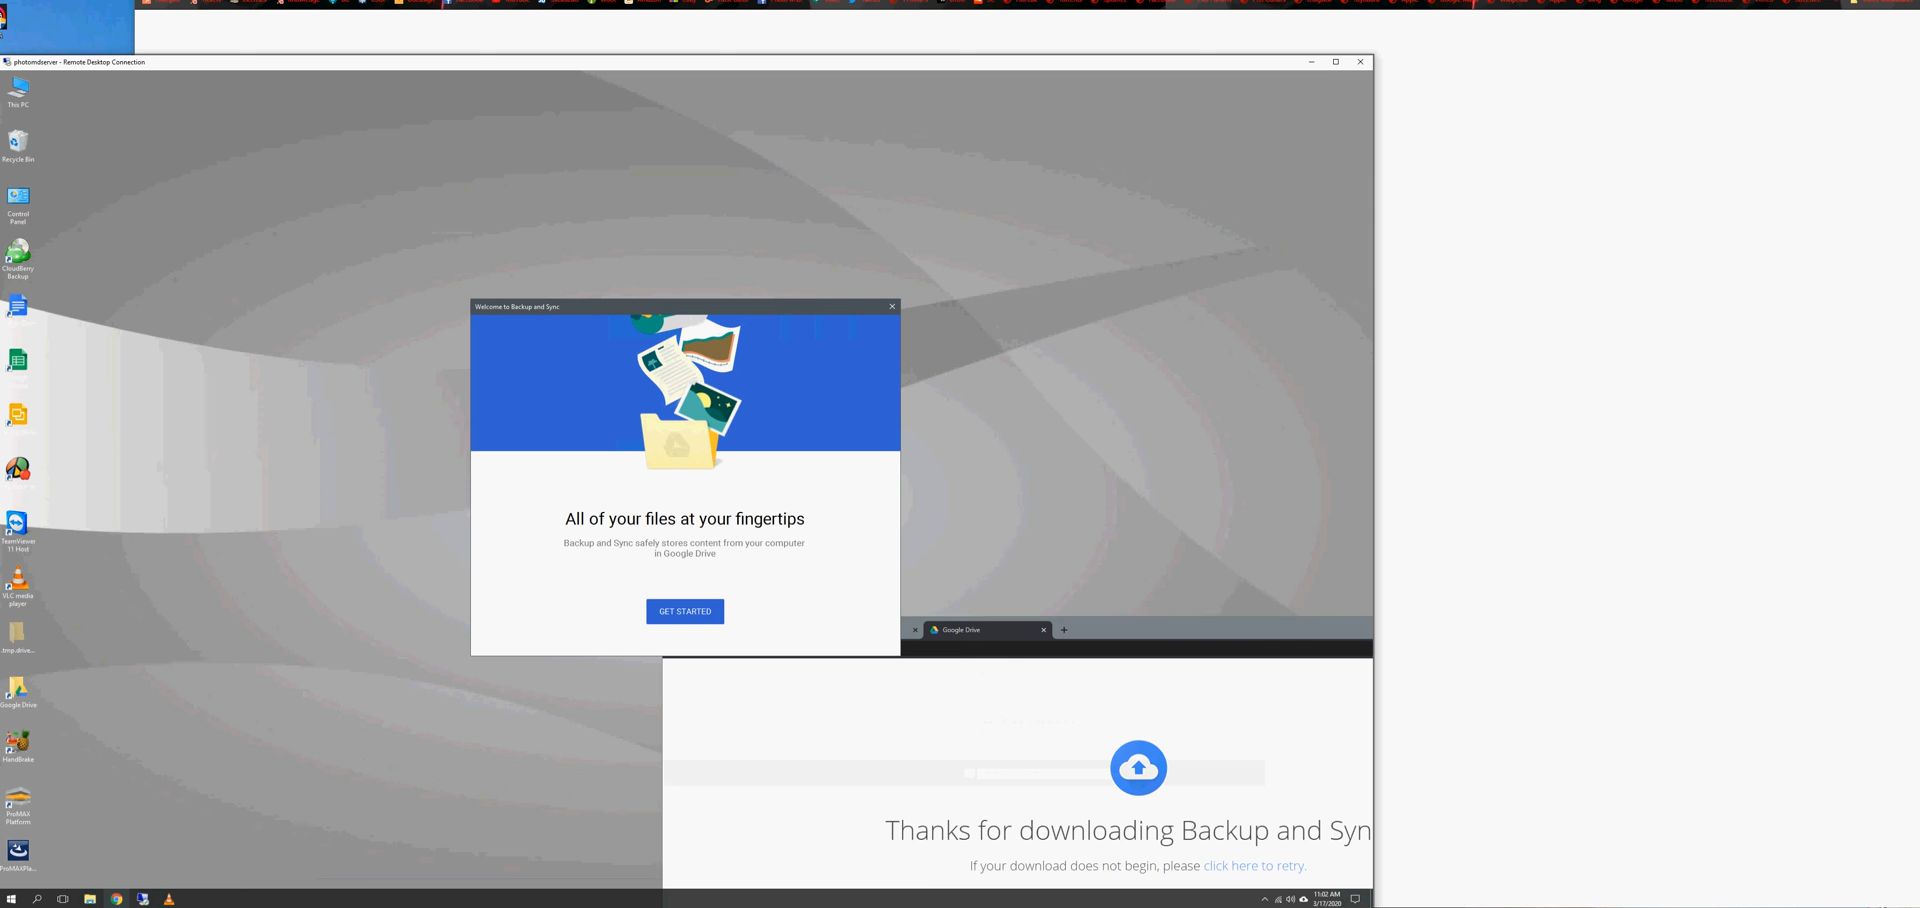 photomdserver - Remote Desktop Connection
This PC
Recycle Bin
Control
Panel
CloudBerry
Backup
TeamViewer
11 Host
VLC media
player
.tmp.drive...
Google Drive
HandBrake
ProMAX
Platform
ProMAXPla...
Welcome to Backup and Sync
All of your files at your fingertips
Backup and Sync safely stores content from your computer
in Google Drive
GET STARTED
Google Drive
Thanks for downloading Backup and Syn
If your download does not begin, please click here to retry.
11:02 AM
3/17/2020